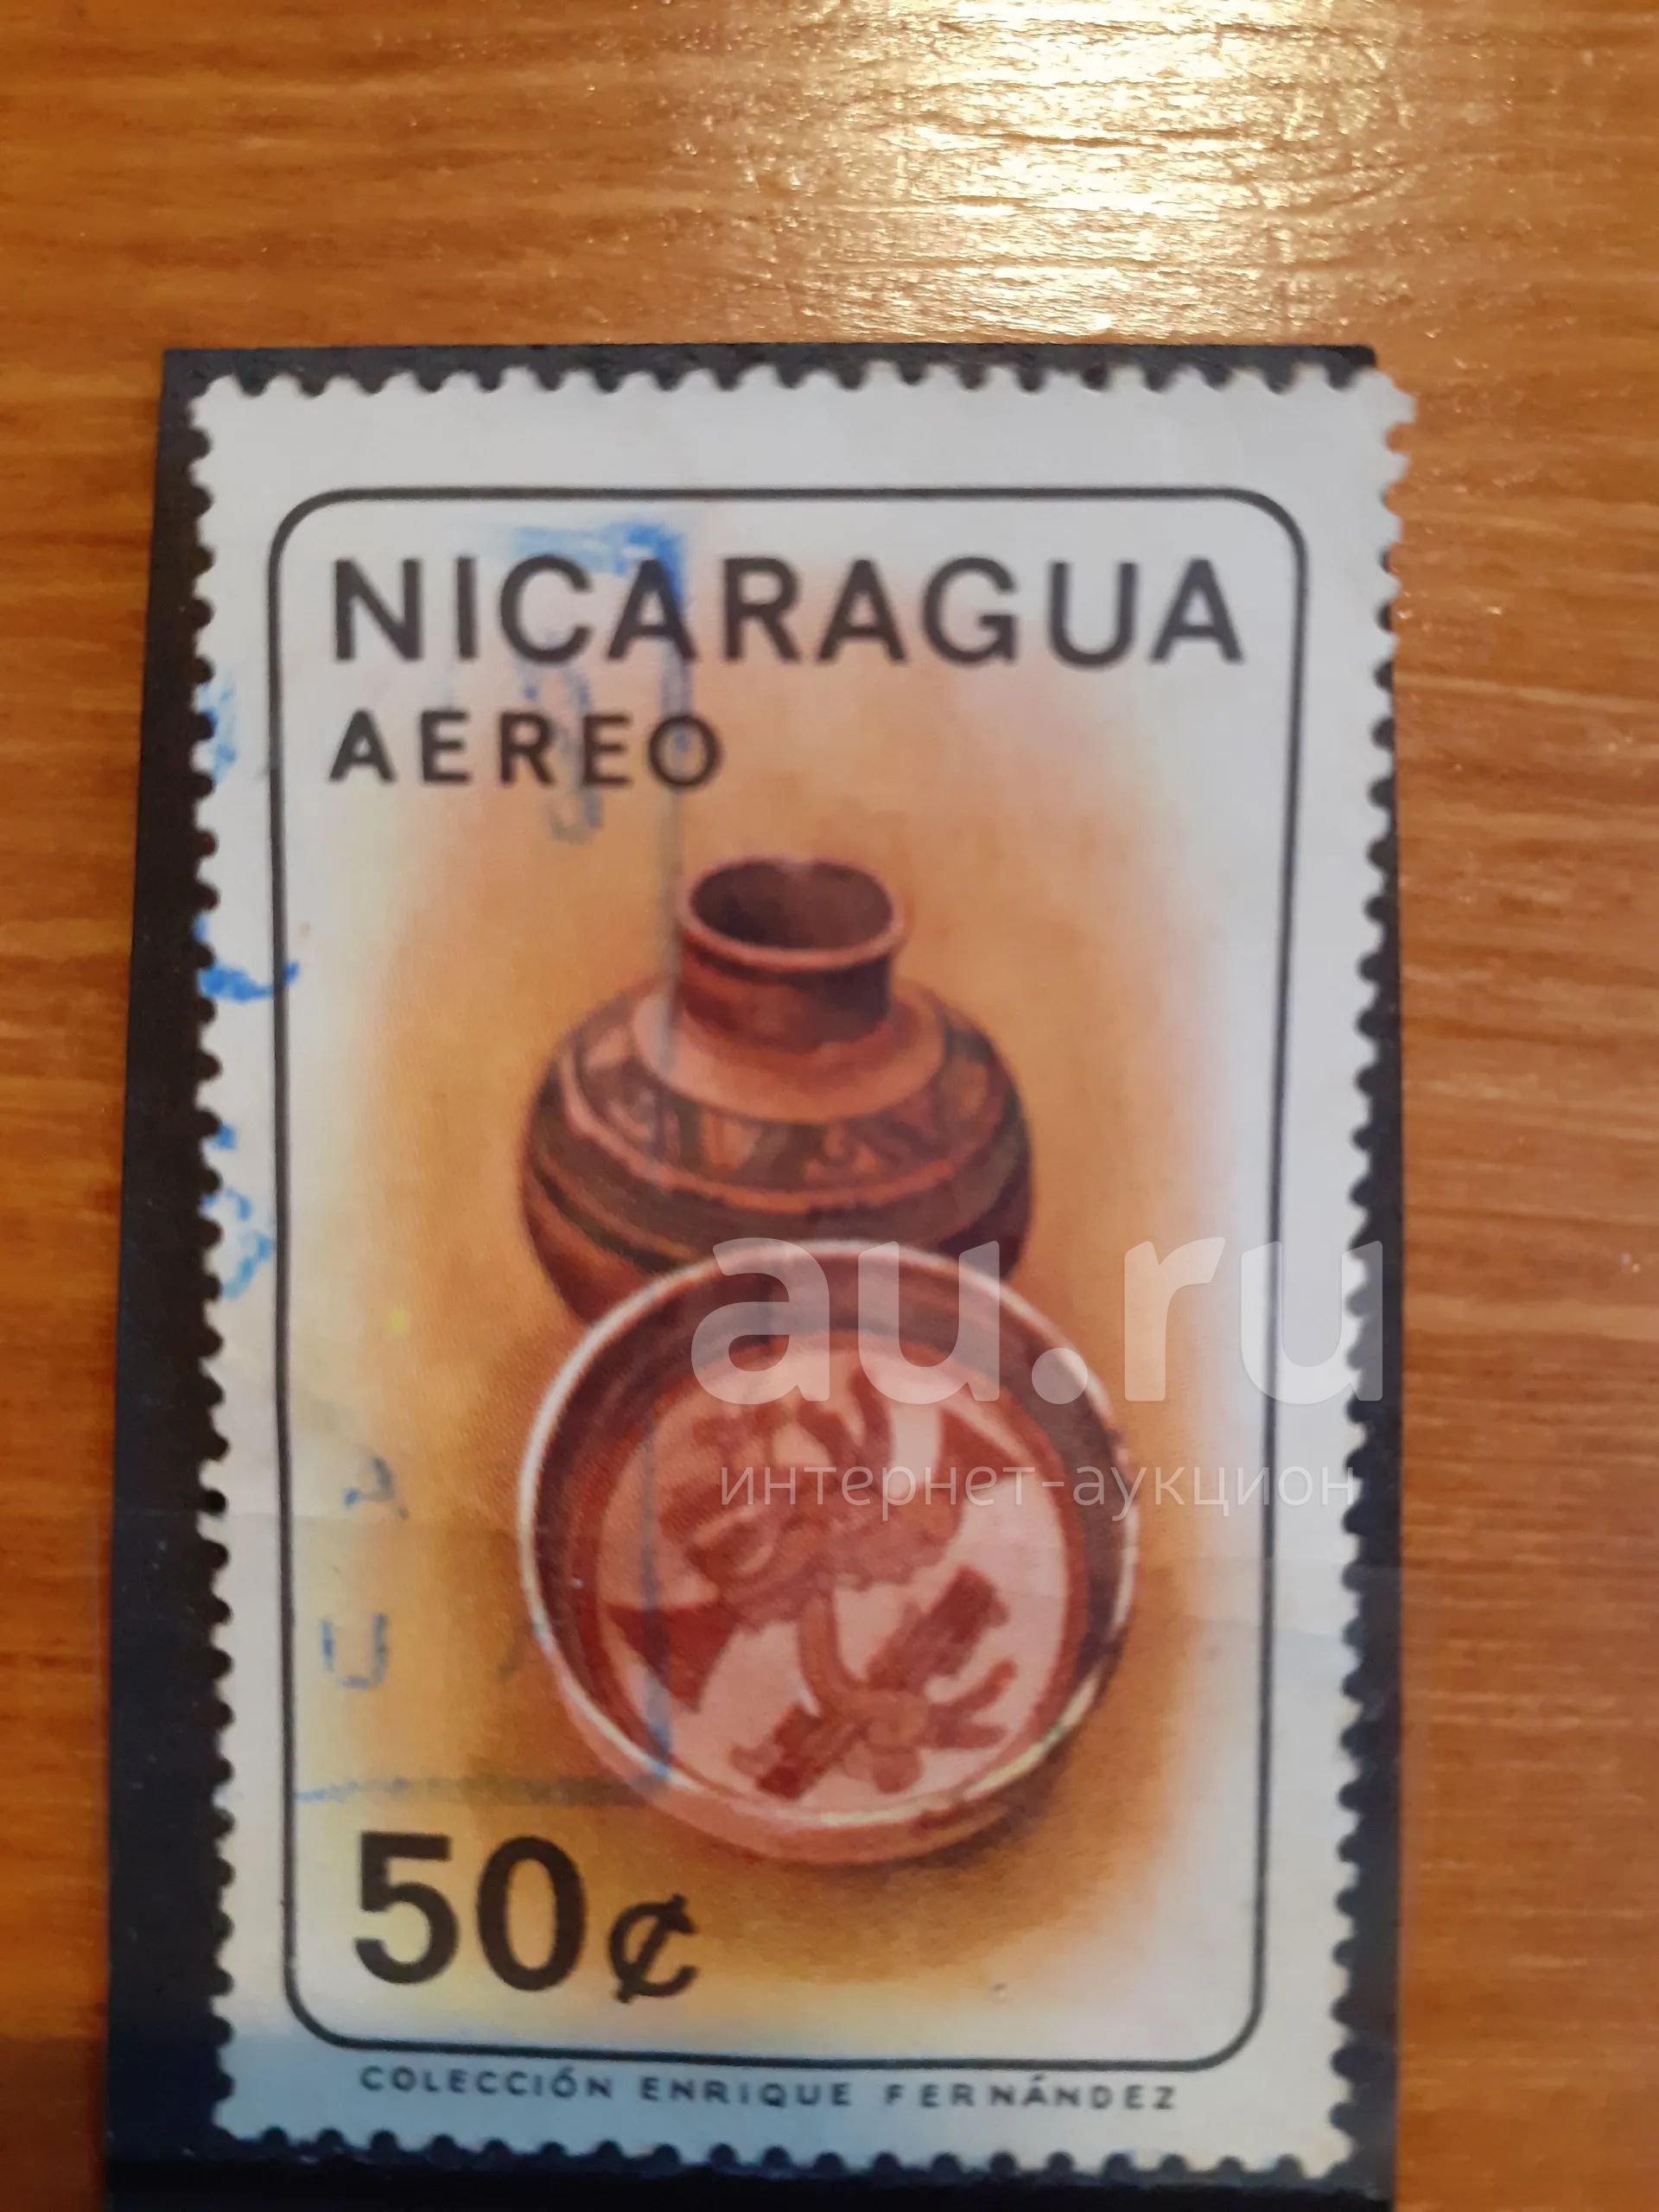 NICARAGUA
AEREO
au.ru
интернет-аукцион
50¢
COLECCIÓN ENRIQUE FERNÁNDEZ